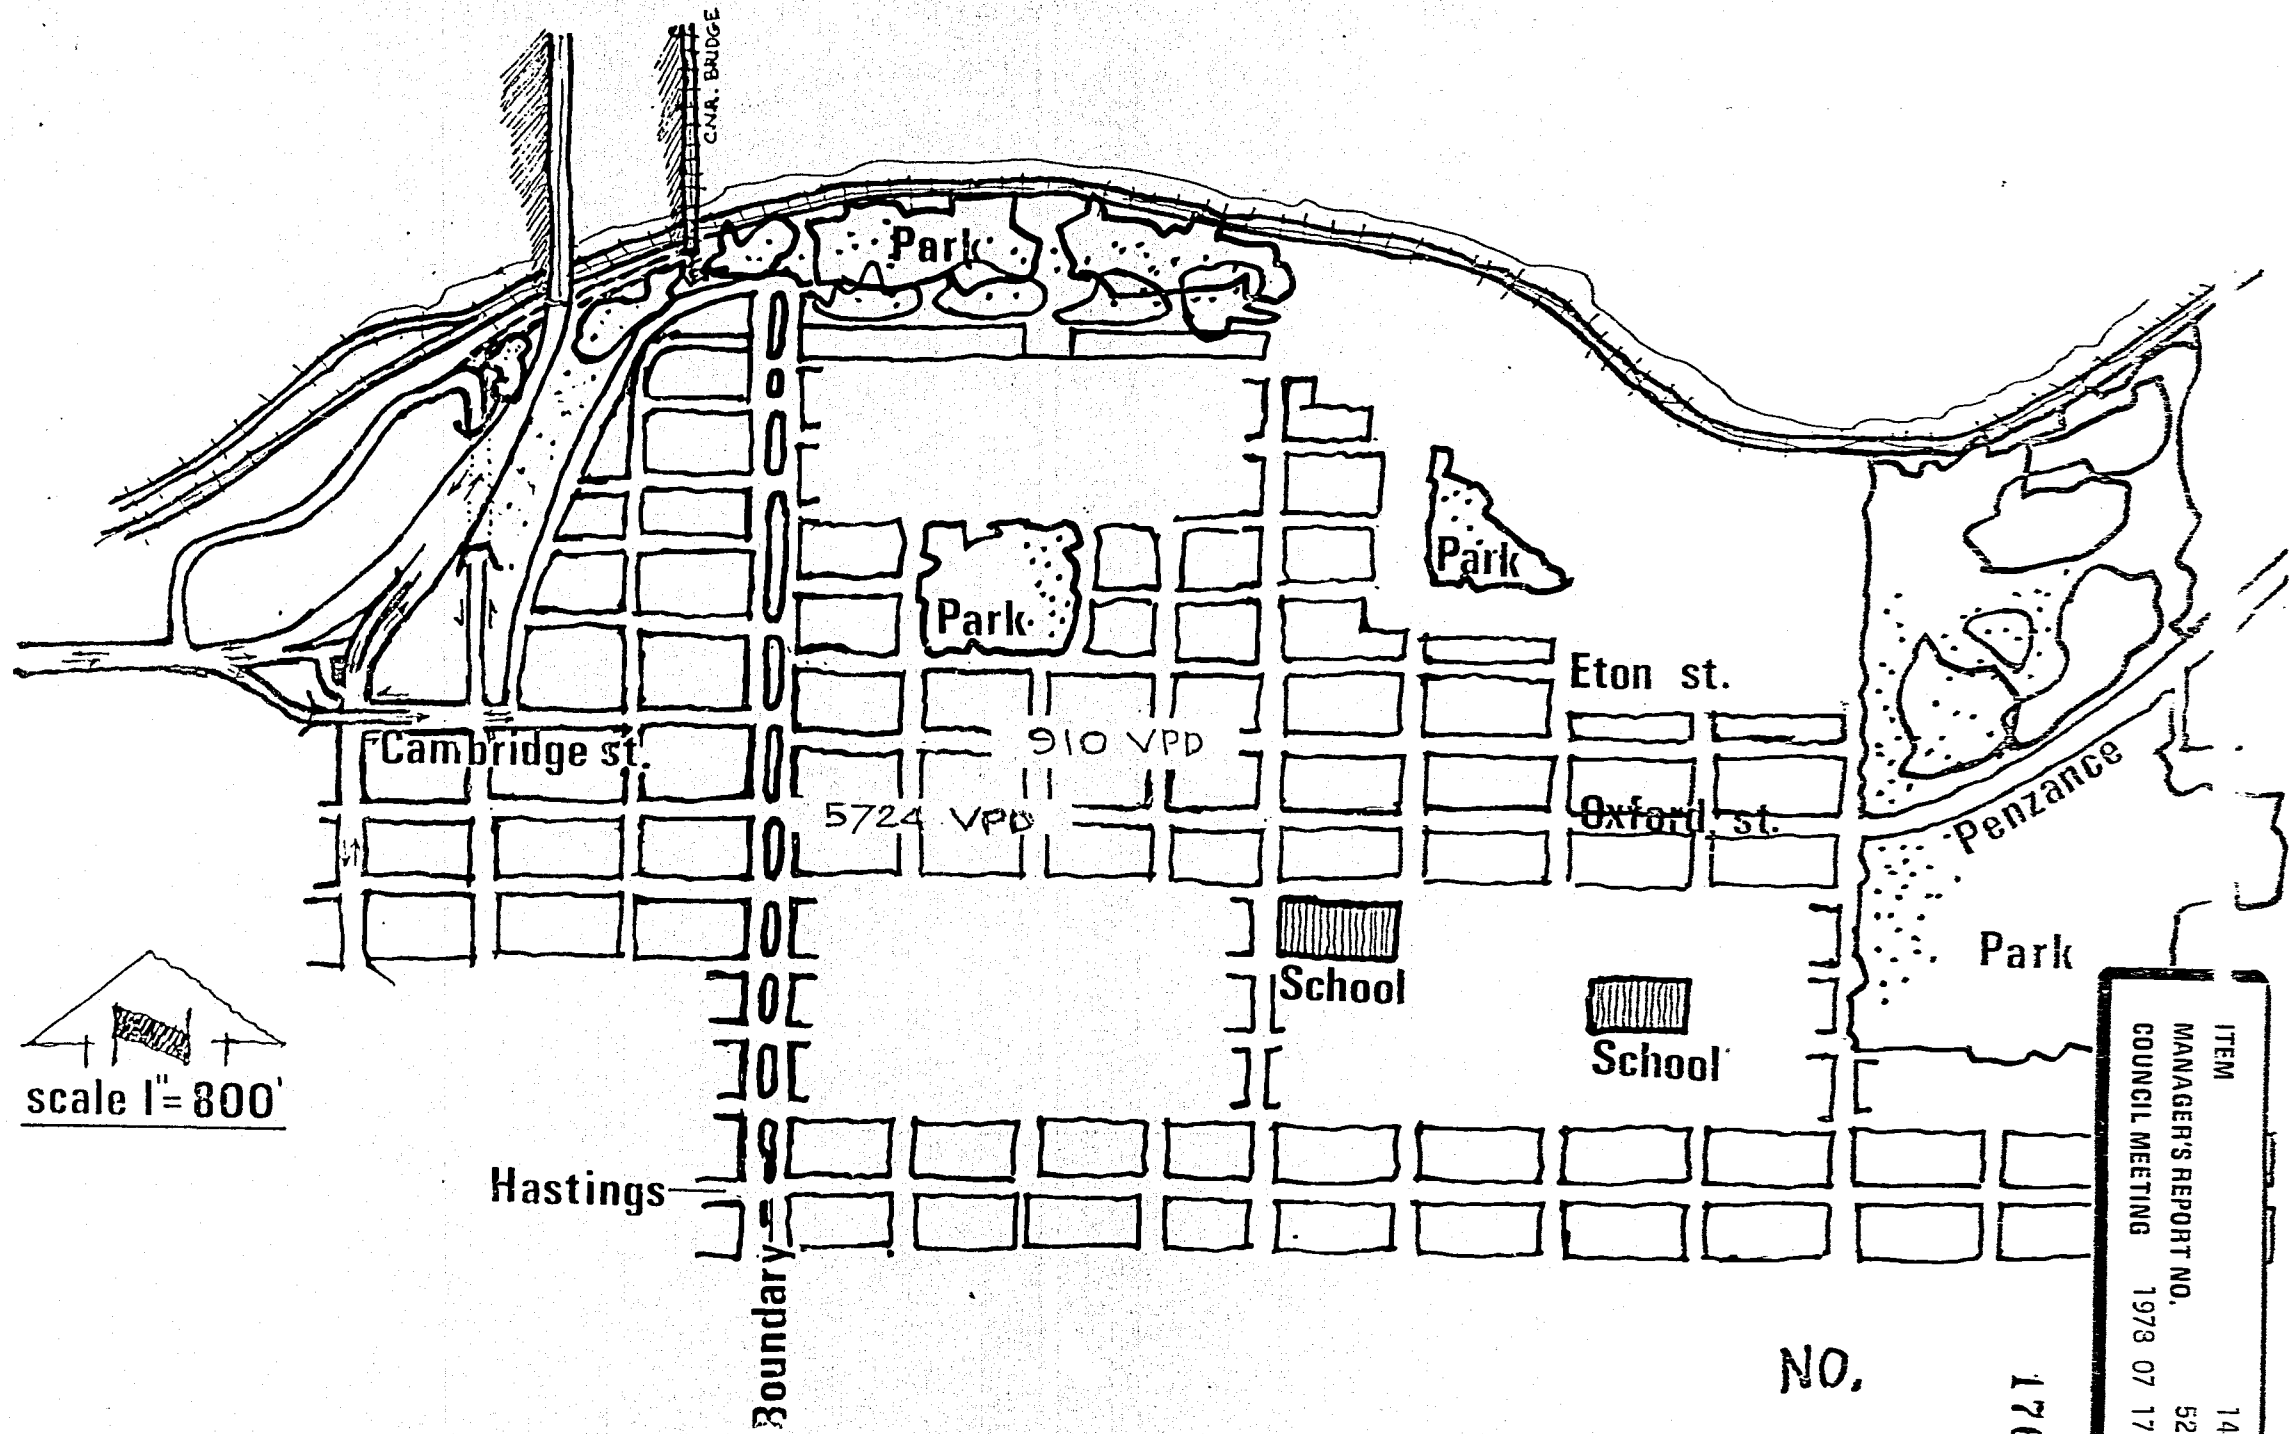 C.N.R. BRIDGE
Park
Park
Park
Eton st.
910 VPD
Cambridge st.
5724 VPD
Oxford st.
Penzance
Park
School
School
scale 1"= 800'
Hastings
Boundary
NO.
ITEM 14
MANAGER'S REPORT NO. 52
COUNCIL MEETING 1978 07 17